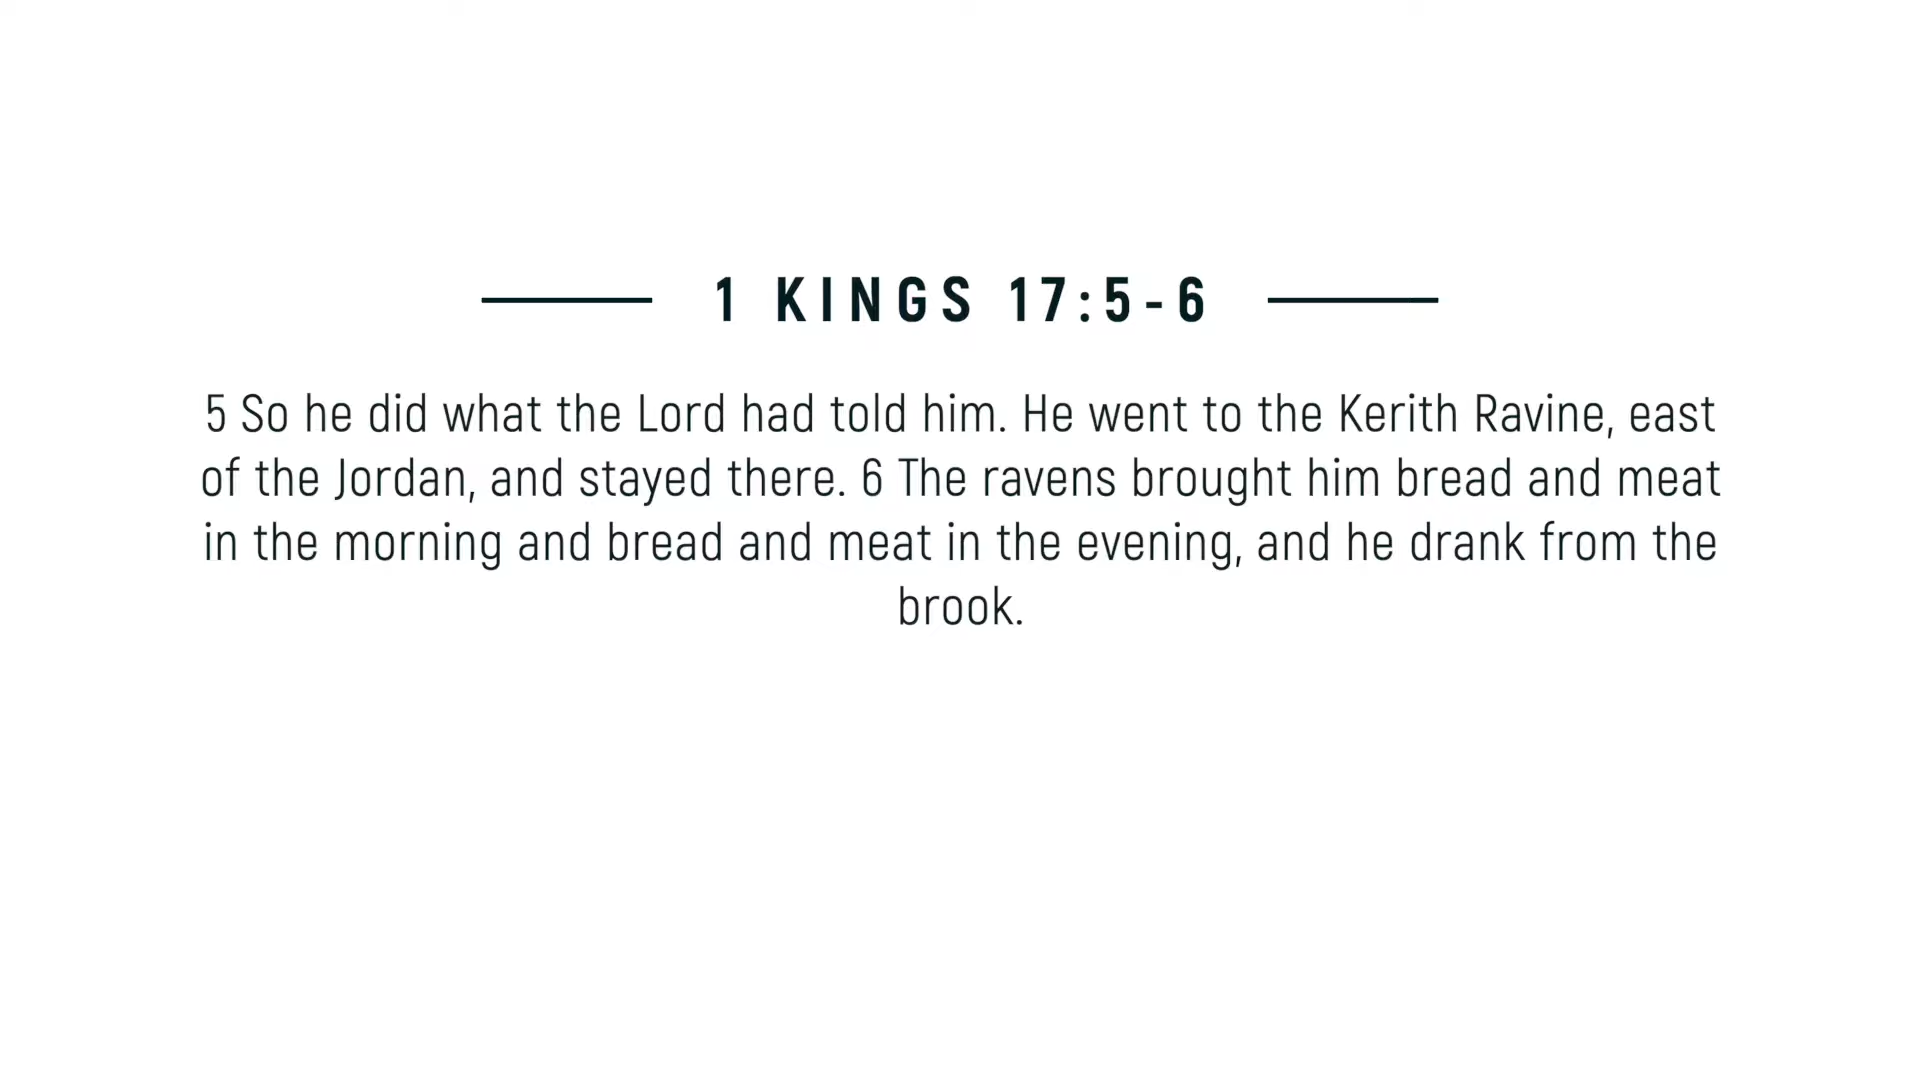 1 KINGS 17:5-6
5 So he did what the Lord had told him. He went to the Kerith Ravine, east
of the Jordan, and stayed there. 6 The ravens brought him bread and meat
in the morning and bread and meat in the evening, and he drank from the
brook.